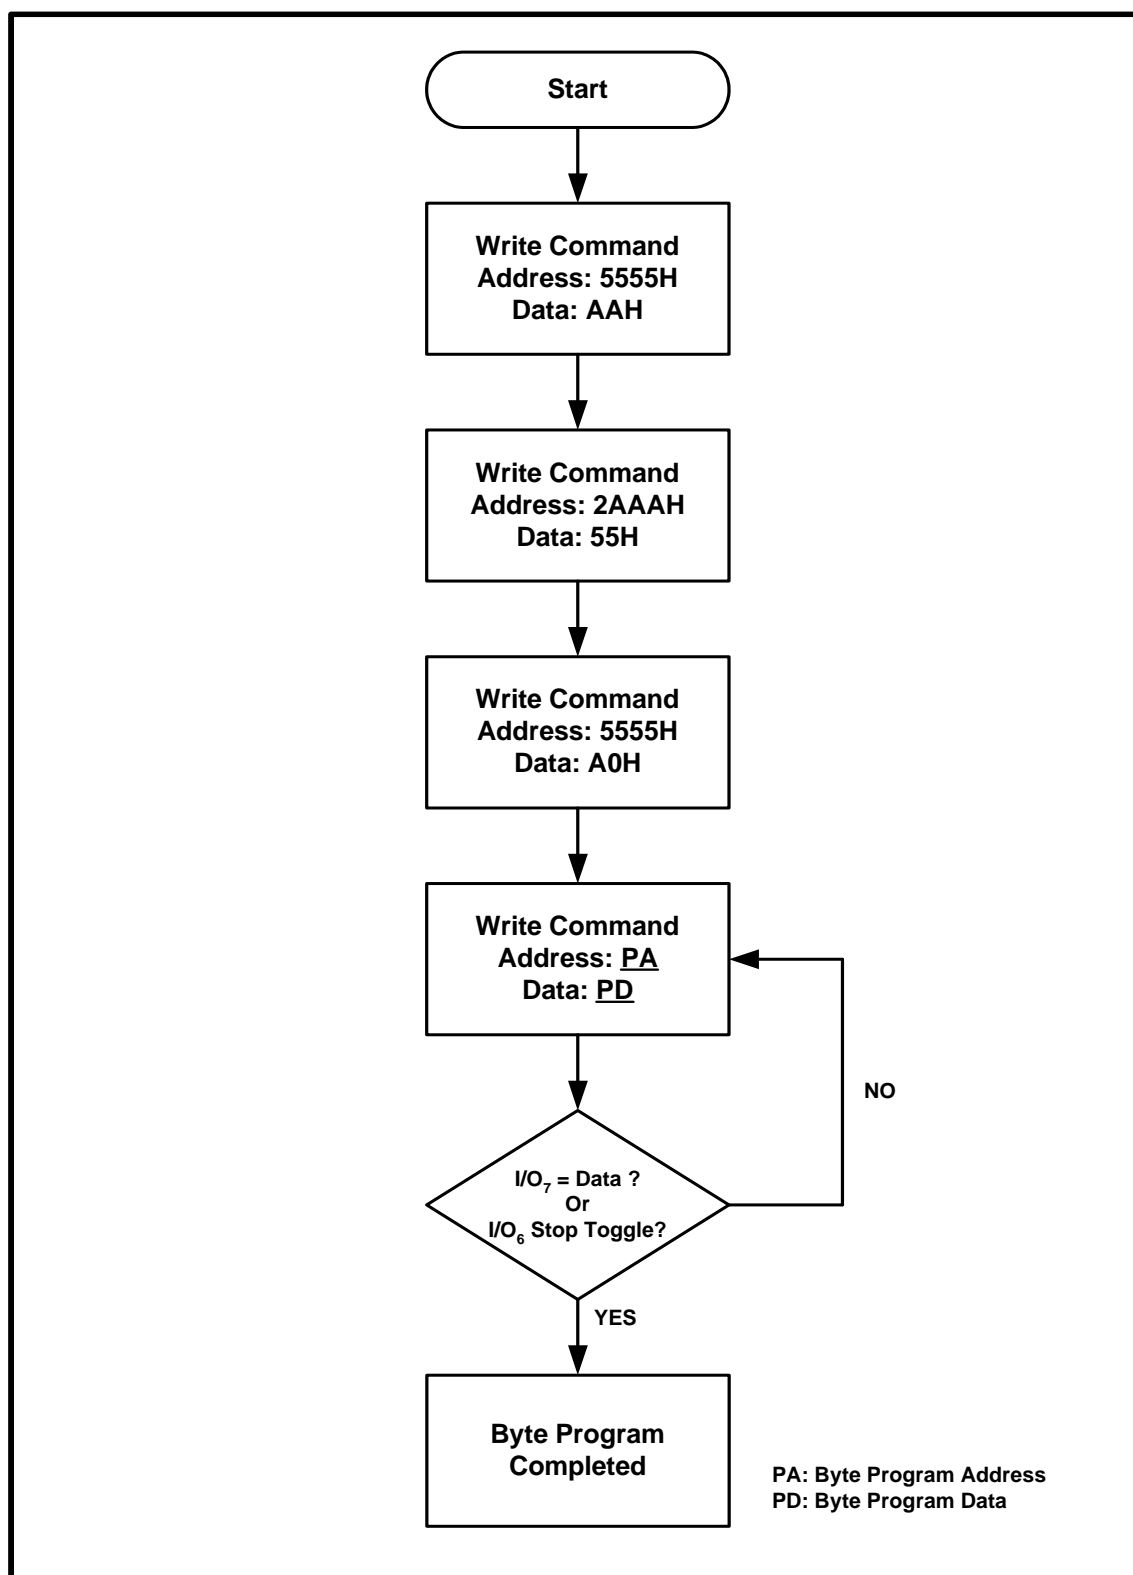 Start
Write Command
Address: 5555H
Data: AAH
Write Command
Address: 2AAAH
Data: 55H
Write Command
Address: 5555H
Data: A0H
Write Command
Address: PA
Data: PD
NO
I/O7 = Data ?
Or
I/O6 Stop Toggle?
YES
Byte Program
Completed
PA: Byte Program Address
PD: Byte Program Data